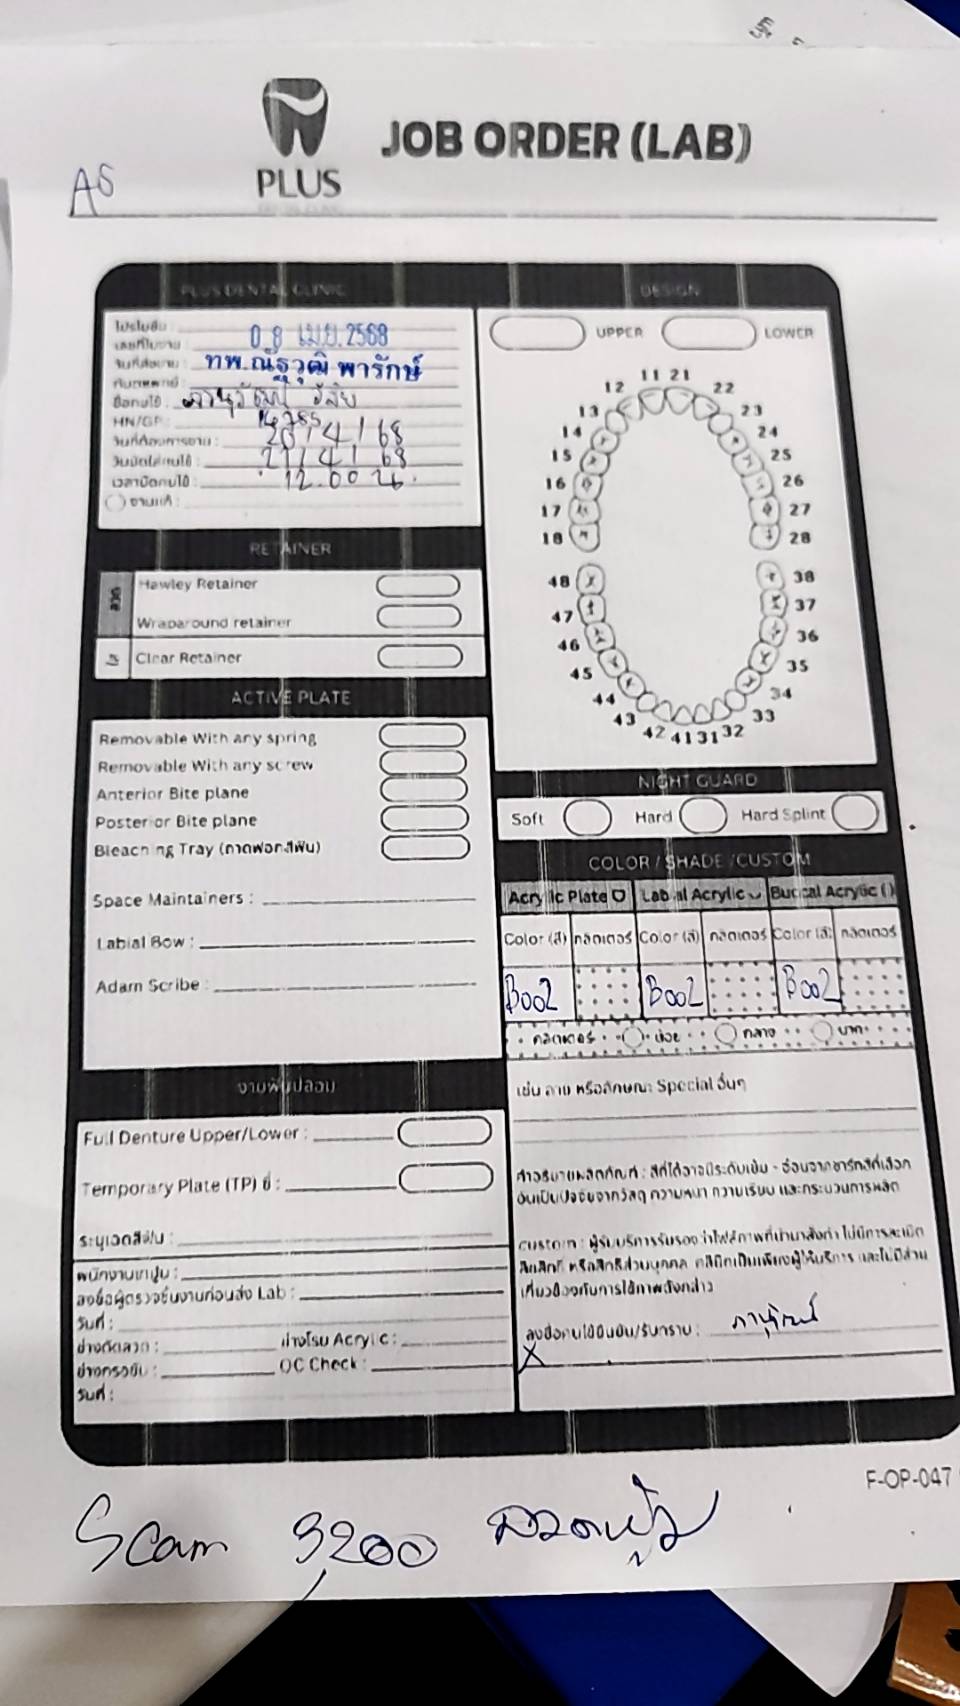 JOB ORDER (LAB)
PLUS
AS
PLUS DENTAL CLINIC
โปรโมชั่น :
เลขที่ใบงาน :
0 8 เม.ย. 2568
วันที่ส่งงาน :
ทพ.ณัฐวุฒิ พารักษ์
ทันตแพทย์ :
ชื่อคนไข้ :
HN/GP :
14785
วันที่ต้องการงาน : 20/4/68
วันนัดใส่คนไข้ : 21/4/68
เวลานัดคนไข้ : 12.00 น.
งานแก้ :
DESIGN
UPPER
LOWER
11 21
12 22
13 23
14 24
15 25
16 26
17 27
18 28
48 38
47 37
46 36
45 35
44 34
43 33
42 41 31 32
RETAINER
ลวด
Hawley Retainer
Wraparound retainer
ใส
Clear Retainer
ACTIVE PLATE
Removable With any spring
Removable With any screw
Anterior Bite plane
Posterior Bite plane
Bleaching Tray (ถาดฟอกสีฟัน)
Space Maintainers :
Labial Bow :
Adam Scribe :
NIGHT GUARD
Soft
Hard
Hard Splint
COLOR / SHADE /CUSTOM
Acrylic Plate Labial Acrylic Buccal Acrylic ( )
Color (สี) กลิตเตอร์ Color (สี) กลิตเตอร์ Color (สี) กลิตเตอร์
B002 B002 B002
กลิตเตอร์ น้อย กลาง มาก
เช่น ลาย หรือลักษณะ Special อื่นๆ
คำอธิบายผลิตภัณฑ์ : สีที่ได้อาจมีระดับเข้ม - อ่อนจากชาร์ทสีที่เลือก
อันเป็นปัจจัยจากวัสดุ ความหนา ความเรียบ และกระบวนการผลิต
custom : ผู้รับบริการรับรองว่าไฟล์ภาพที่นำมาสั่งทำ ไม่มีการละเมิด
ลิขสิทธิ์ หรือสิทธิส่วนบุคคล คลินิกเป็นเพียงผู้ให้บริการ และไม่มีส่วน
เกี่ยวข้องกับการใช้ภาพดังกล่าว
ลงชื่อคนไข้ยืนยัน/รับทราบ :
X
งานฟันปลอม
Full Denture Upper/Lower :
Temporary Plate (TP) ซี่ :
ระบุเฉดสีฟัน :
พนักงานเทปูน :
ลงชื่อผู้ตรวจชิ้นงานก่อนส่ง Lab :
วันที่ :
ช่างดัดลวด : ช่างโรย Acrylic :
ช่างกรอขัด : QC Check :
วันที่ :
F-OP-047
Scam 3,200